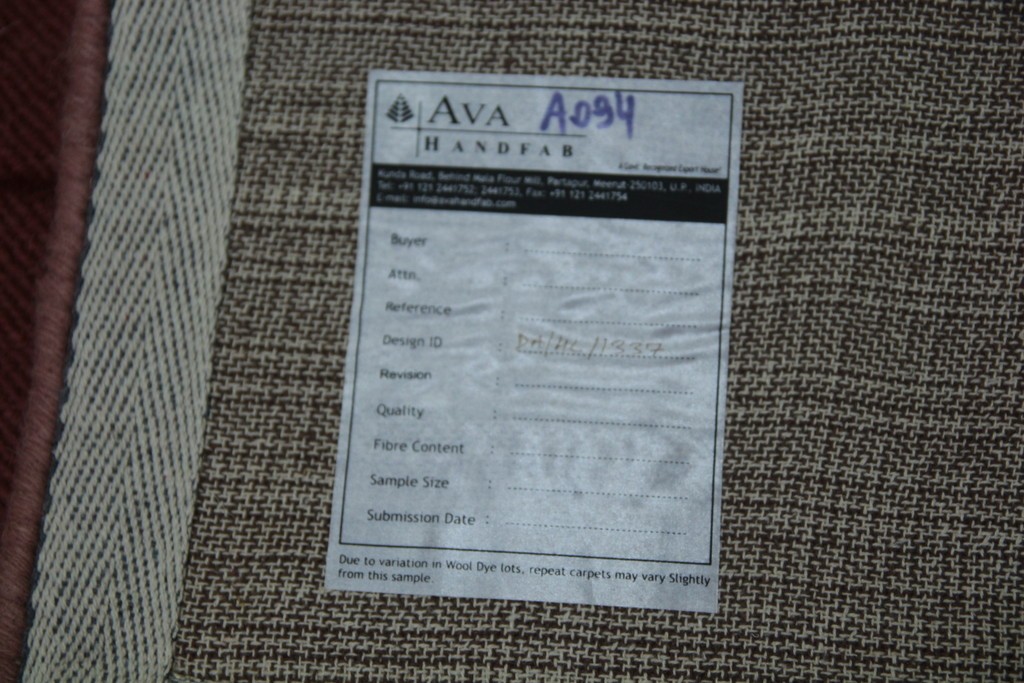 AVA A094
HANDFAB
A Govt. Recognised Export House
Kunda Road, Behind Mala Flour Mill, Partapur, Meerut-250103, U.P., INDIA
Tel: +91 121 2441752; 2441753, Fax: +91 121 2441754
E-mail: info@avahandfab.com
Buyer :
Attn. :
Reference :
Design ID : DA/HC/1337
Revision :
Quality :
Fibre Content :
Sample Size :
Submission Date :
Due to variation in Wool Dye lots, repeat carpets may vary Slightly
from this sample.